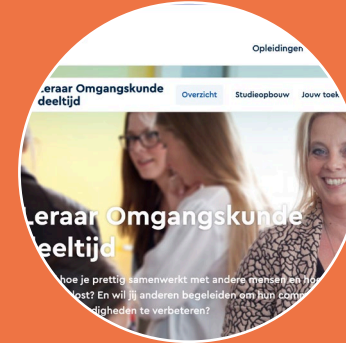 Opleidingen
Leraar Omgangskunde
deeltijd
Overzicht
Studieopbouw
Jouw toek
Leraar Omgangskunde
deeltijd
hoe je prettig samenwerkt met andere mensen en hoe
lost? En wil jij anderen begeleiden om hun comm
digheden te verbeteren?